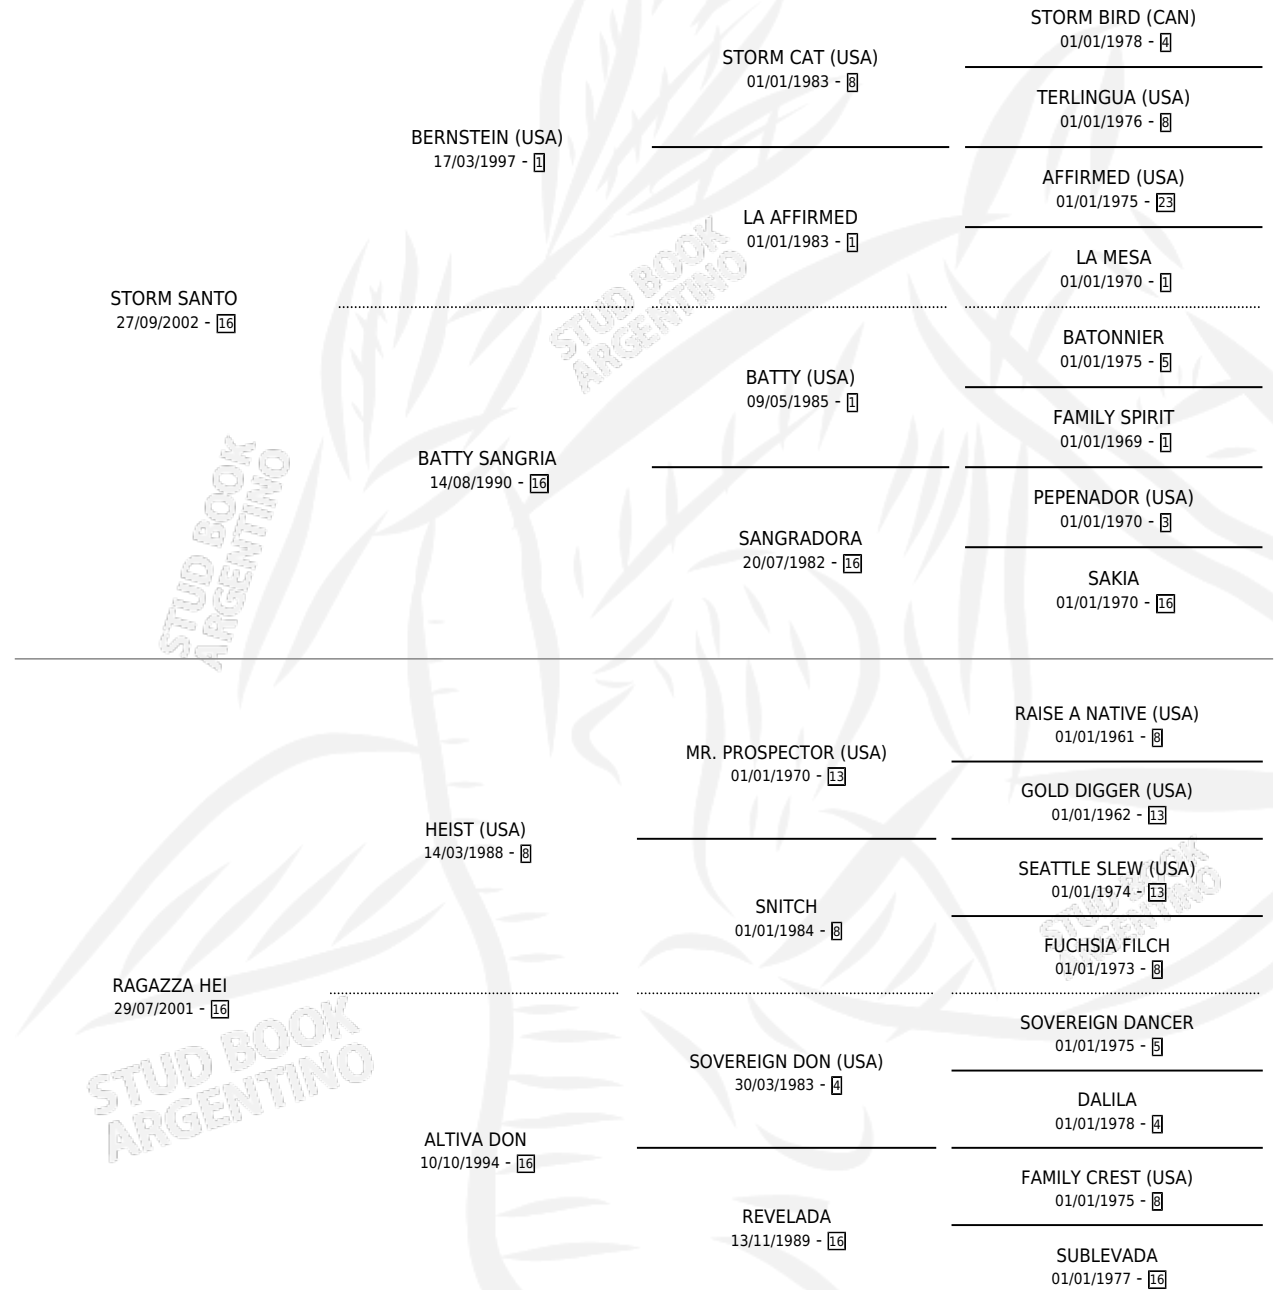 STORM BIRD (CAN)
01/01/1978 - 4
STORM CAT (USA)
01/01/1983 - 8
TERLINGUA (USA)
01/01/1976 - 8
BERNSTEIN (USA)
17/03/1997 - 1
AFFIRMED (USA)
01/01/1975 - 23
LA AFFIRMED
01/01/1983 - 1
LA MESA
01/01/1970 - 1
STORM SANTO
27/09/2002 - 16
BATONNIER
01/01/1975 - 5
BATTY (USA)
09/05/1985 - 1
FAMILY SPIRIT
01/01/1969 - 1
BATTY SANGRIA
14/08/1990 - 16
PEPENADOR (USA)
01/01/1970 - 3
SANGRADORA
20/07/1982 - 16
SAKIA
01/01/1970 - 16
STUD BOOK
ARGENTINO
STUD BOOK
ARGENTINO
RAISE A NATIVE (USA)
01/01/1961 - 8
MR. PROSPECTOR (USA)
01/01/1970 - 13
GOLD DIGGER (USA)
01/01/1962 - 13
HEIST (USA)
14/03/1988 - 8
SEATTLE SLEW (USA)
01/01/1974 - 13
SNITCH
01/01/1984 - 8
FUCHSIA FILCH
01/01/1973 - 8
RAGAZZA HEI
29/07/2001 - 16
SOVEREIGN DANCER
01/01/1975 - 5
SOVEREIGN DON (USA)
30/03/1983 - 4
DALILA
01/01/1978 - 4
ALTIVA DON
10/10/1994 - 16
FAMILY CREST (USA)
01/01/1975 - 8
REVELADA
13/11/1989 - 16
SUBLEVADA
01/01/1977 - 16
STUD BOOK
ARGENTINO
STUD BOOK
ARGENTINO